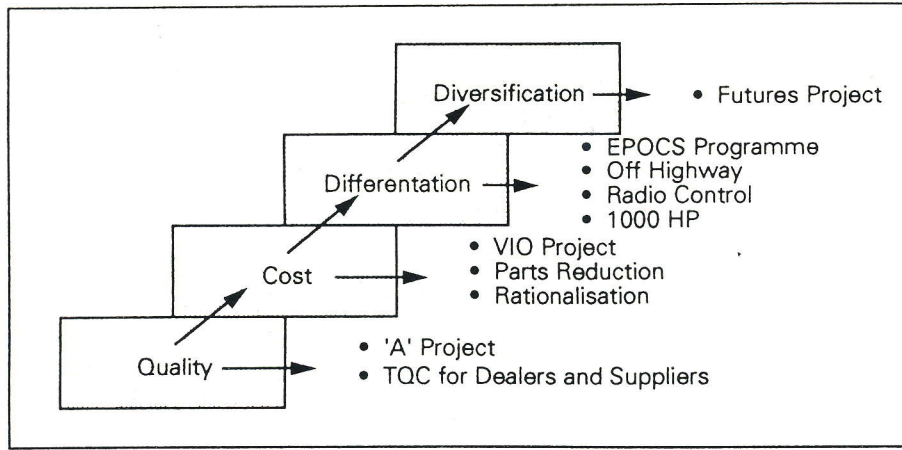 Diversification
• Futures Project
Differentation
• EPOCS Programme
• Off Highway
• Radio Control
• 1000 HP
Cost
• VIO Project
• Parts Reduction
• Rationalisation
Quality
• 'A' Project
• TQC for Dealers and Suppliers